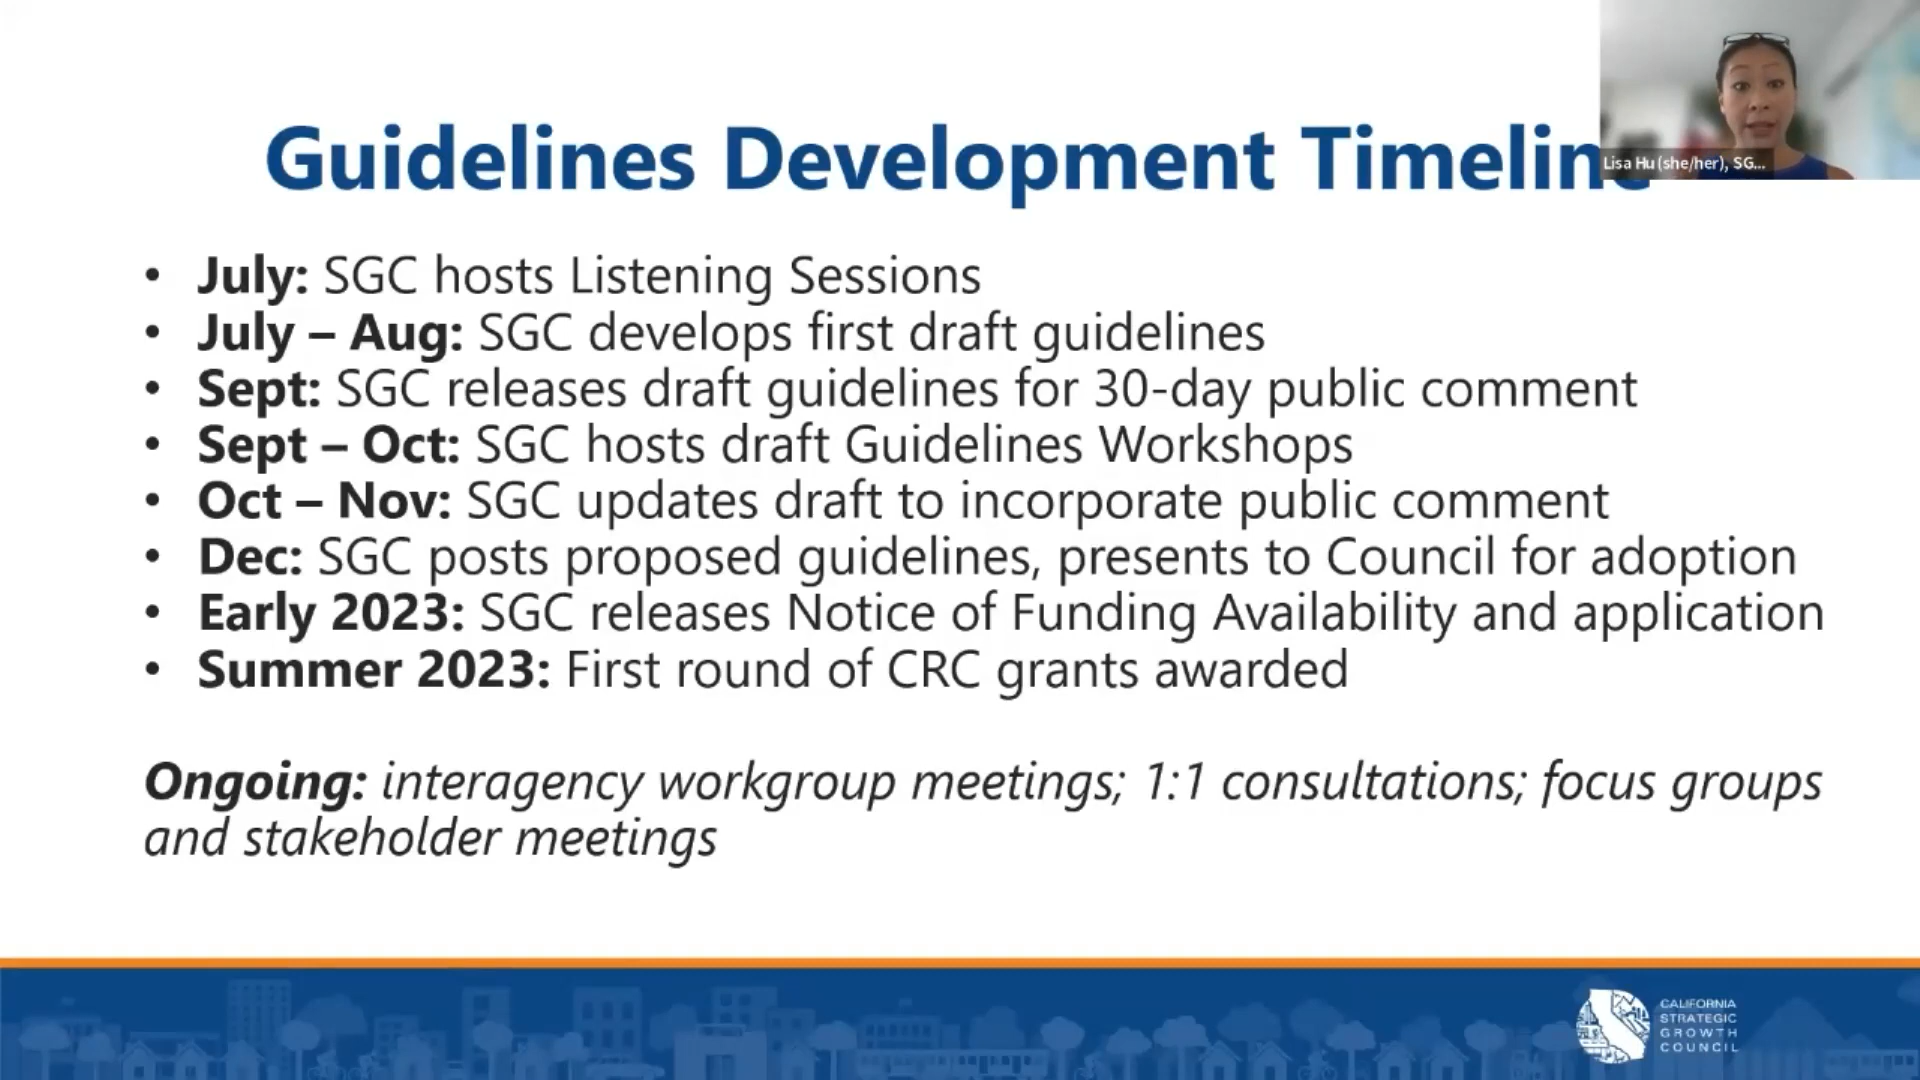 Guidelines Development Timeline
Lisa Hu (she/her), SG...
• July: SGC hosts Listening Sessions
• July – Aug: SGC develops first draft guidelines
• Sept: SGC releases draft guidelines for 30-day public comment
• Sept – Oct: SGC hosts draft Guidelines Workshops
• Oct – Nov: SGC updates draft to incorporate public comment
• Dec: SGC posts proposed guidelines, presents to Council for adoption
• Early 2023: SGC releases Notice of Funding Availability and application
• Summer 2023: First round of CRC grants awarded
Ongoing: interagency workgroup meetings; 1:1 consultations; focus groups
and stakeholder meetings
CALIFORNIA
STRATEGIC
GROWTH
COUNCIL